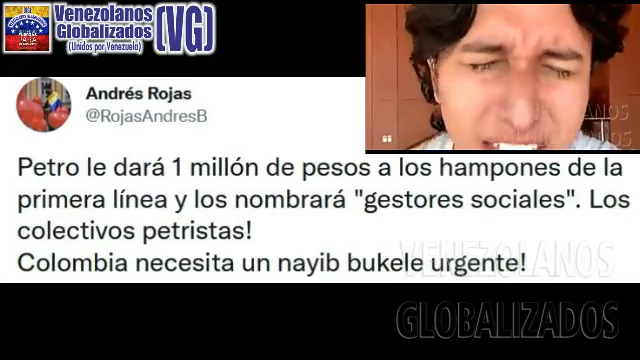 Venezolanos
Globalizados
(Unidos por Venezuela)
(VG)
Andrés Rojas
@RojasAndresB
Petro le dará 1 millón de pesos a los hampones de la
primera línea y los nombrará "gestores sociales". Los
colectivos petristas!
Colombia necesita un nayib bukele urgente!
VENEZOLANOS
GLOBALIZADOS